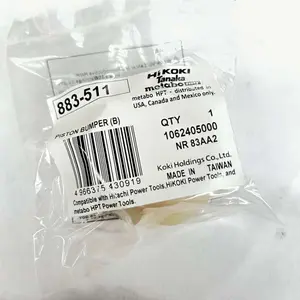 HiKOKI
Tanaka
metabo HPT
metabo HPT - distributed in
USA, Canada and Mexico only.
883-511
PISTON BUMPER (B)
QTY 1
1062405000
NR 83AA2
Koki Holdings Co., Ltd.
MADE IN TAIWAN
4 966375 430919
Compatible with Hitachi Power Tools, HiKOKI Power Tools, and
metabo HPT Power Tools.